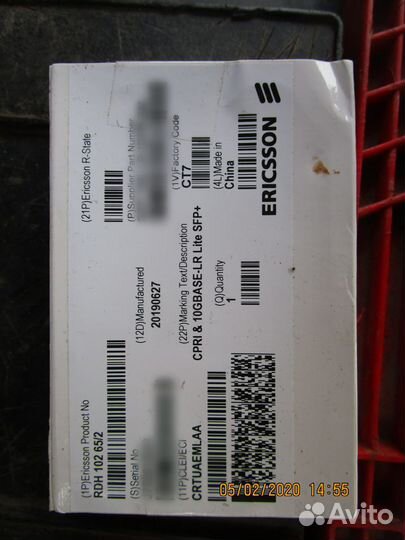 (1P)Ericsson Product No
RDH 102 65/2
(21P)Ericsson R-State
(S)Serial No
(12D)Manufactured
20190627
(P)Supplier Part Number
(11P)CLEI/ECI
CRTUAEMLAA
(22P)Marking Text/Description
CPRI & 10GBASE-LR Lite SFP+
(1V)Factory Code
CT7
(Q)Quantity
1
(4L)Made in
China
ERICSSON
05/02/2020 14:55
Avito